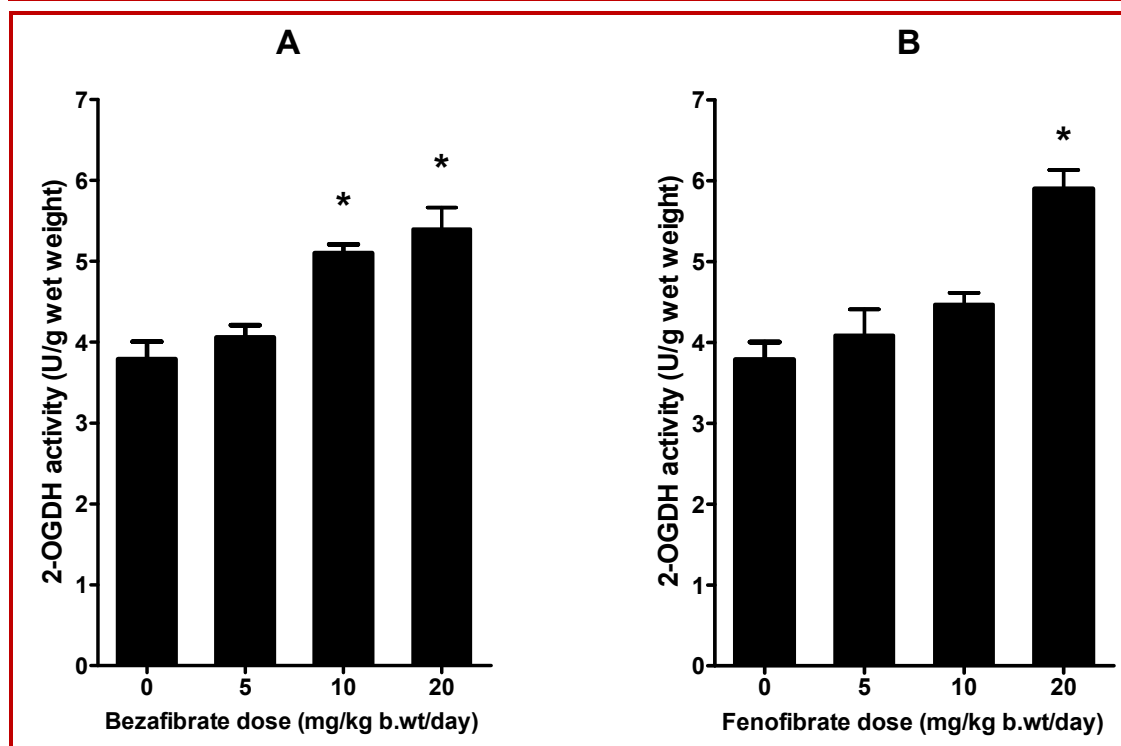 A
2-OGDH activity (U/g wet weight)
7
6
5
4
3
2
1
0
*
*
0 5 10 20
Bezafibrate dose (mg/kg b.wt/day)
B
2-OGDH activity (U/g wet weight)
7
6
5
4
3
2
1
0
*
0 5 10 20
Fenofibrate dose (mg/kg b.wt/day)